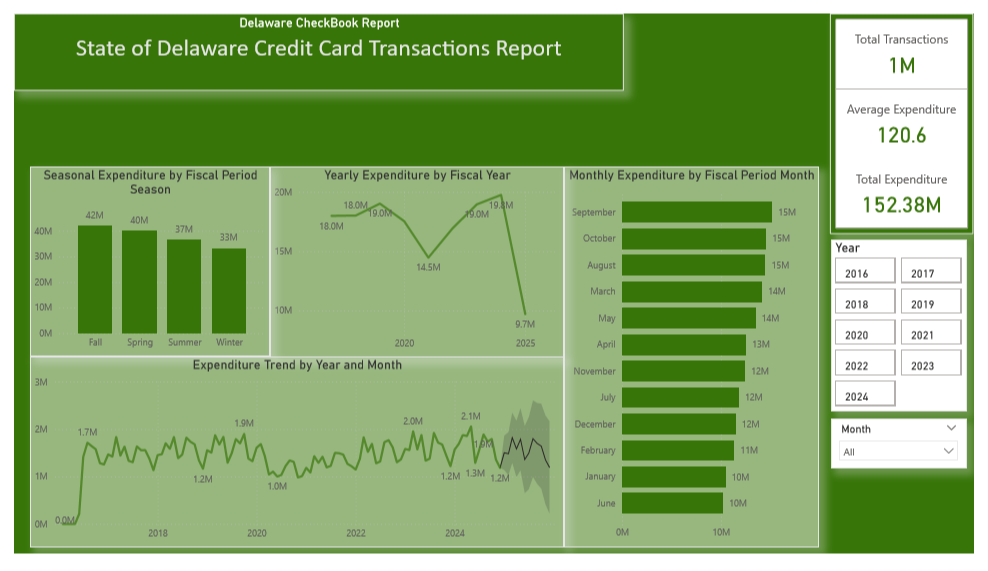 Delaware CheckBook Report
State of Delaware Credit Card Transactions Report
Total Transactions
1M
Average Expenditure
120.6
Total Expenditure
152.38M
Seasonal Expenditure by Fiscal Period
Season
42M
40M
37M
33M
40M
30M
20M
10M
0M
Fall Spring Summer Winter
Yearly Expenditure by Fiscal Year
20M
15M
10M
18.0M
18.0M
19.0M
14.5M
19.0M
19.8M
9.7M
2020 2025
Monthly Expenditure by Fiscal Period Month
September 15M
October 15M
August 15M
March 14M
May 14M
April 13M
November 12M
July 12M
December 12M
February 11M
January 10M
June 10M
0M 10M
Expenditure Trend by Year and Month
3M
2M
1M
0M
0.0M
1.7M
1.2M
1.9M
1.0M
2.0M
1.2M
2.1M
1.3M
1.2M
2018 2020 2022 2024
Year
2016 2017
2018 2019
2020 2021
2022 2023
2024
Month
All